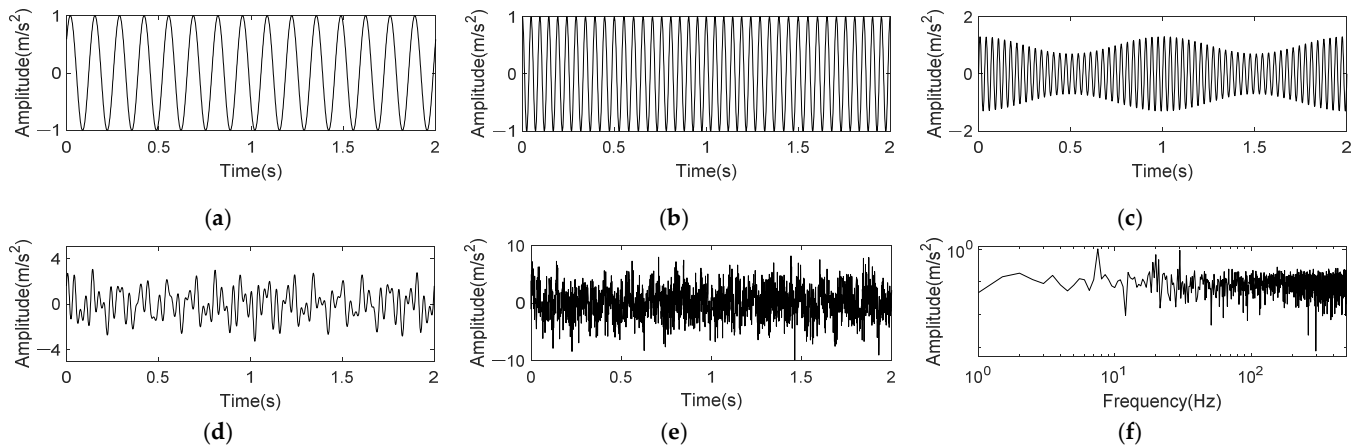 Amplitude(m/s²)
1
0
−1
0 0.5 1 1.5 2
Time(s)
(a)
Amplitude(m/s²)
1
0
−1
0 0.5 1 1.5 2
Time(s)
(b)
Amplitude(m/s²)
2
0
−2
0 0.5 1 1.5 2
Time(s)
(c)
Amplitude(m/s²)
4
0
−4
0 0.5 1 1.5 2
Time(s)
(d)
Amplitude(m/s²)
10
0
−10
0 0.5 1 1.5 2
Time(s)
(e)
Amplitude(m/s²)
10⁰
10⁰ 10¹ 10²
Frequency(Hz)
(f)